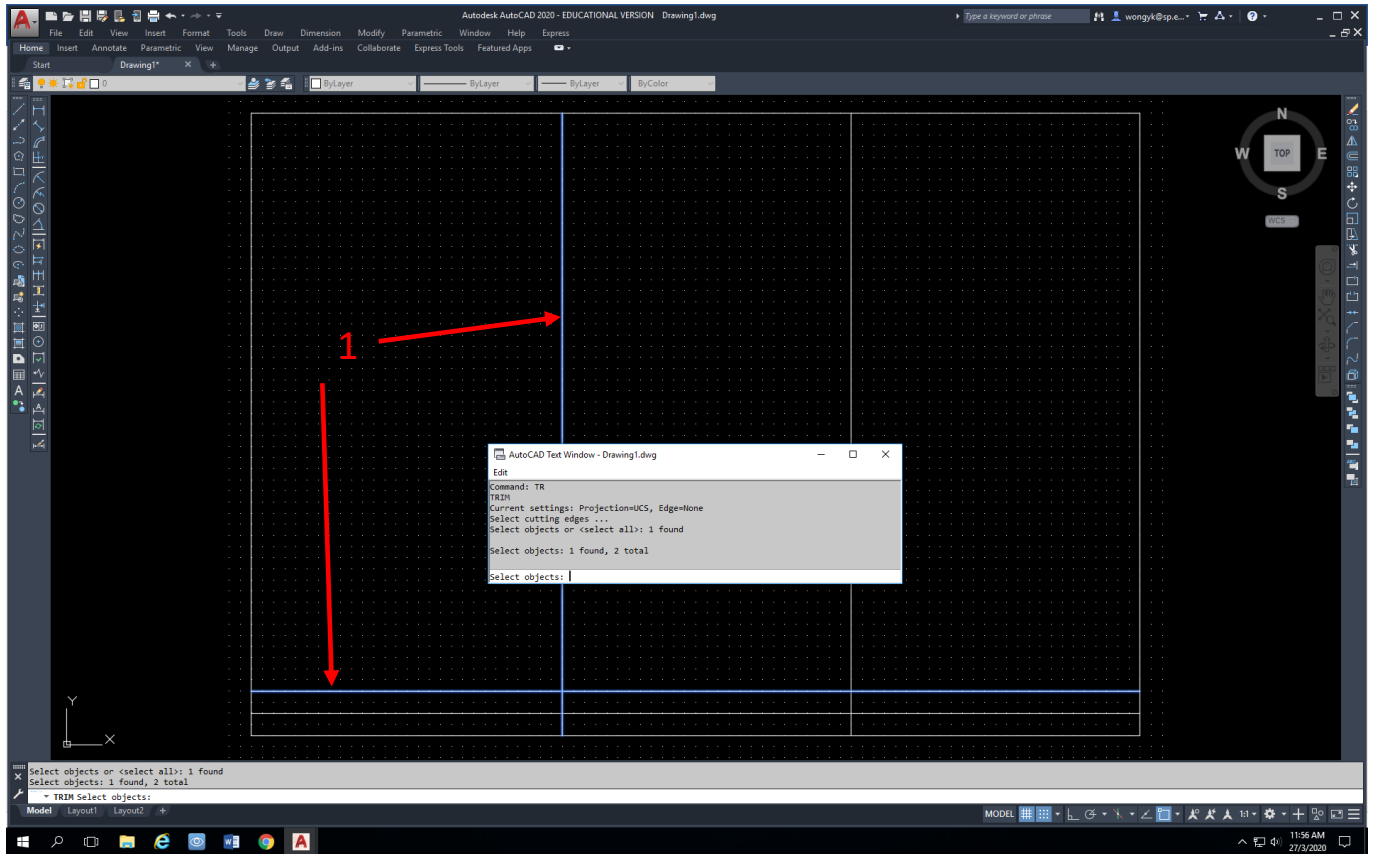 Autodesk AutoCAD 2020 - EDUCATIONAL VERSION Drawing1.dwg
Type a keyword or phrase
wongyk@sp.e...
File Edit View Insert Format Tools Draw Dimension Modify Parametric Window Help Express
Home Insert Annotate Parametric View Manage Output Add-ins Collaborate Express Tools Featured Apps
Start Drawing1* +
0 ByLayer ByLayer ByLayer ByColor
N
W TOP E
S
WCS
1
AutoCAD Text Window - Drawing1.dwg
Edit
Command: TR
TRIM
Current settings: Projection=UCS, Edge=None
Select cutting edges ...
Select objects or <select all>: 1 found
Select objects: 1 found, 2 total
Select objects:
Y
X
Select objects or <select all>: 1 found
Select objects: 1 found, 2 total
TRIM Select objects:
Model Layout1 Layout2 +
MODEL 1:1
11:56 AM
27/3/2020